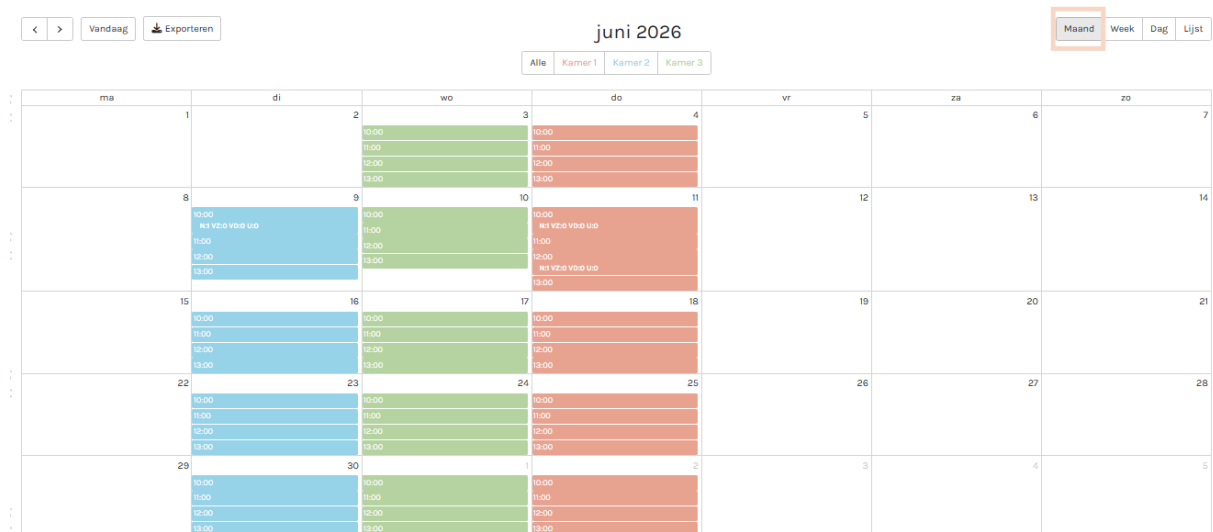 Vandaag Exporteren juni 2026 Maand Week Dag Lijst
Alle Kamer 1 Kamer 2 Kamer 3
ma di wo do vr za zo
1 2 3 4 5 6 7
10:00 10:00
11:00 11:00
12:00 12:00
13:00 13:00
8 9 10 11 12 13 14
10:00 10:00 10:00
N:1 VZ:0 VD:0 U:0 N:1 VZ:0 VD:0 U:0
11:00 11:00 11:00
12:00 12:00 12:00
N:1 VZ:0 VD:0 U:0
13:00 13:00 13:00
15 16 17 18 19 20 21
10:00 10:00 10:00
11:00 11:00 11:00
12:00 12:00 12:00
13:00 13:00 13:00
22 23 24 25 26 27 28
10:00 10:00 10:00
11:00 11:00 11:00
12:00 12:00 12:00
13:00 13:00 13:00
29 30 1 2 3 4 5
10:00 10:00 10:00
11:00 11:00 11:00
12:00 12:00 12:00
13:00 13:00 13:00